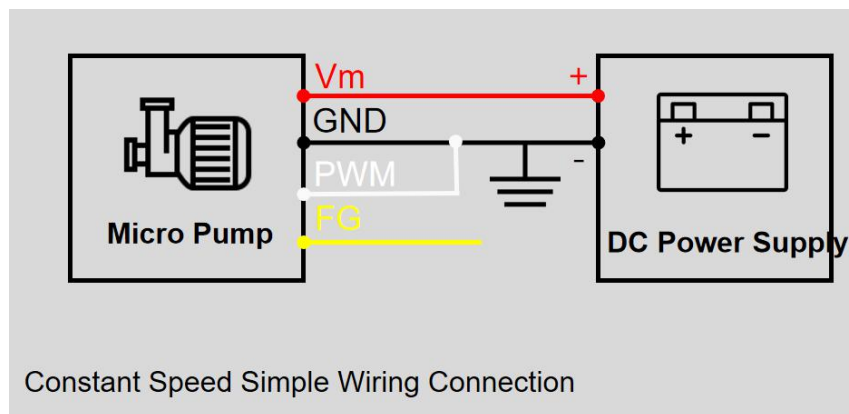 Vm +
GND
-
PWM
FG
+ -
Micro Pump
DC Power Supply
Constant Speed Simple Wiring Connection